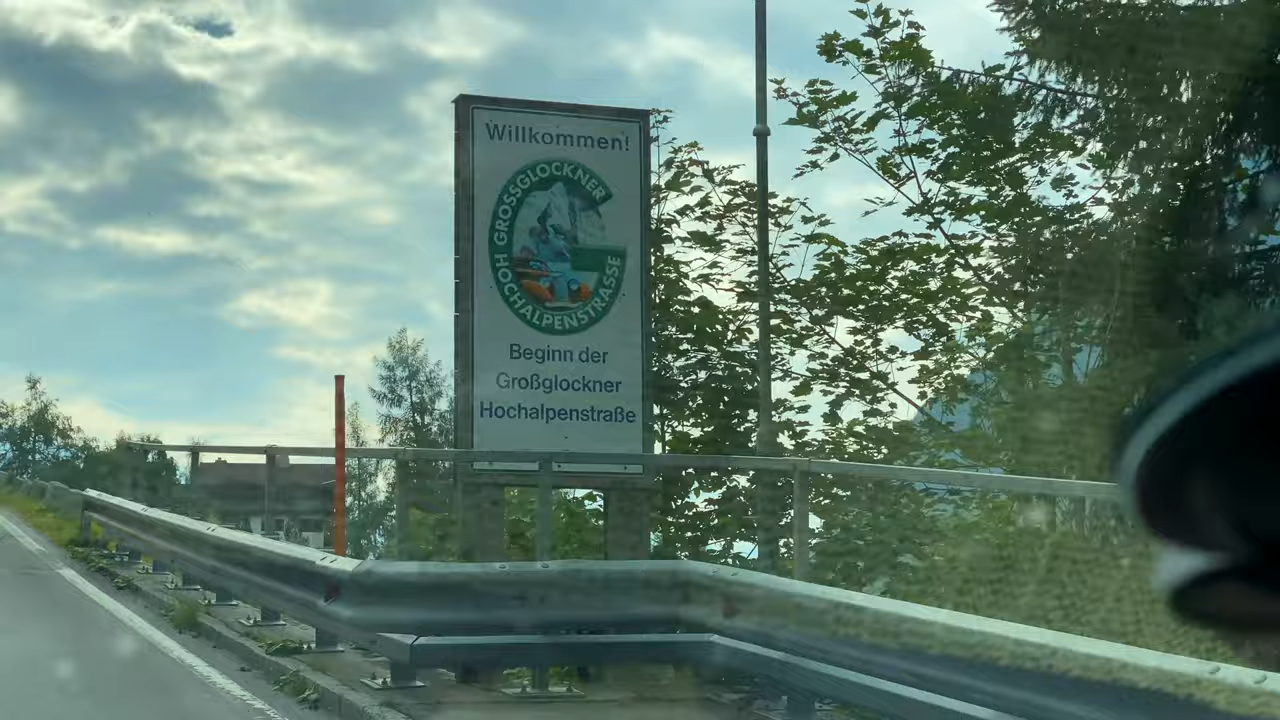 Willkommen!
GROSSGLOCKNER
HOCHALPENSTRASSE
Beginn der
Großglockner
Hochalpenstraße